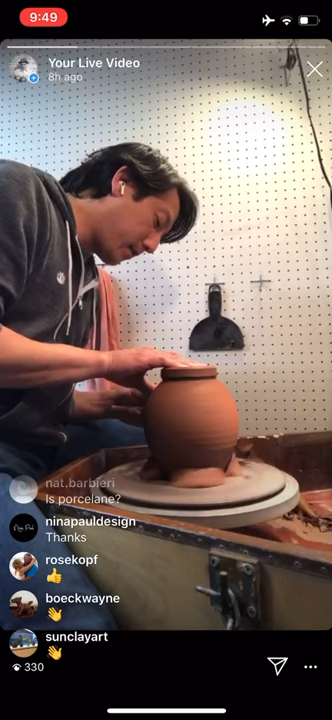 9:49
Your Live Video
8h ago
nat.barbieri
Is porcelane?
ninapauldesign
Thanks
rosekopf
👍
boeckwayne
👋
sunclayart
👋
330